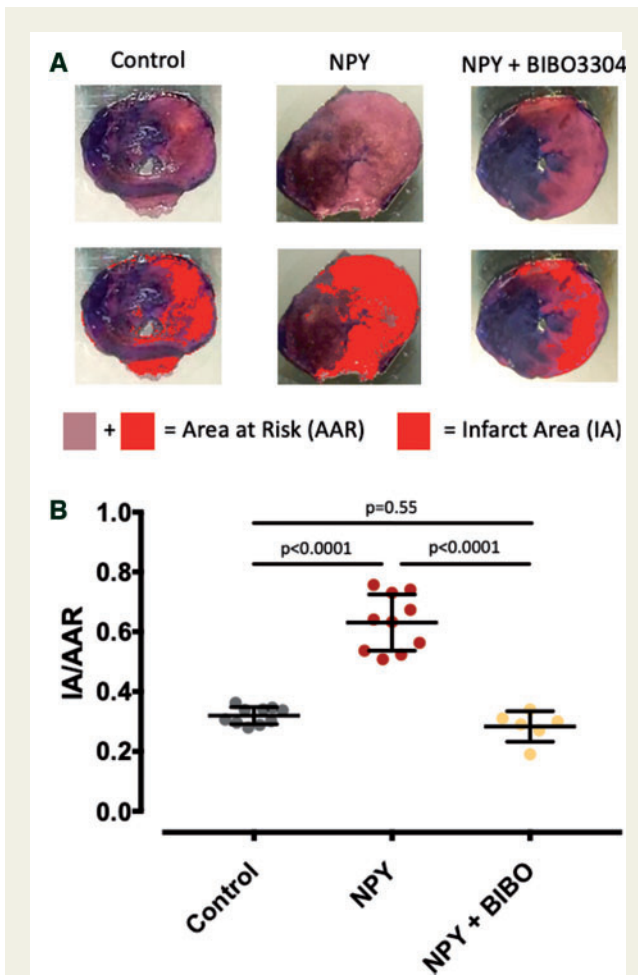 A
Control NPY NPY + BIBO3304
+ = Area at Risk (AAR) = Infarct Area (IA)
B
p=0.55
p<0.0001 p<0.0001
IA/AAR
1.0
0.8
0.6
0.4
0.2
0.0
Control NPY NPY + BIBO